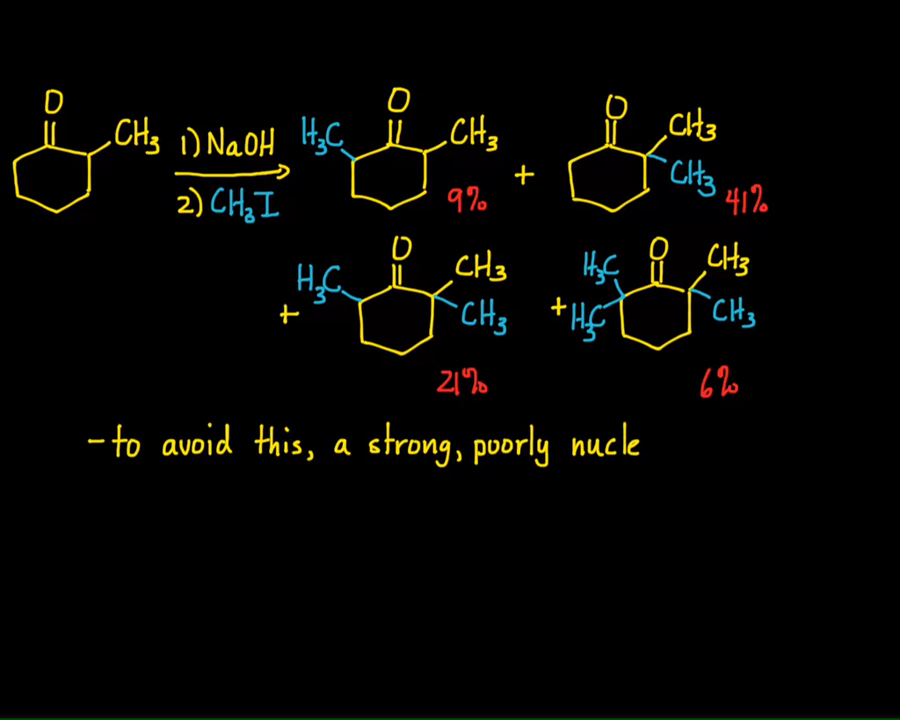 O O O
CH₃ 1) NaOH H₃C CH₃ CH₃
2) CH₃I + CH₃
9% 41%
O O
H₃C CH₃ H₃C CH₃
+ CH₃ + H₃C CH₃
21% 6%
- to avoid this, a strong, poorly nucle